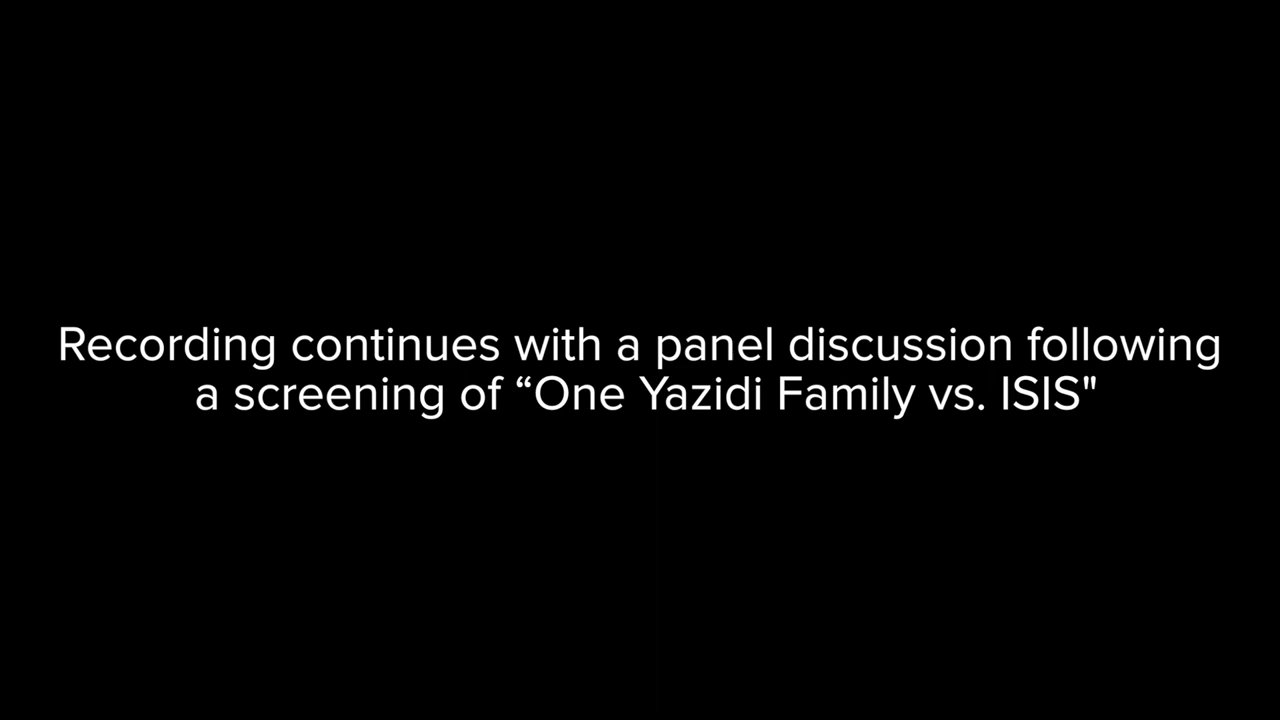 Recording continues with a panel discussion following
a screening of “One Yazidi Family vs. ISIS"